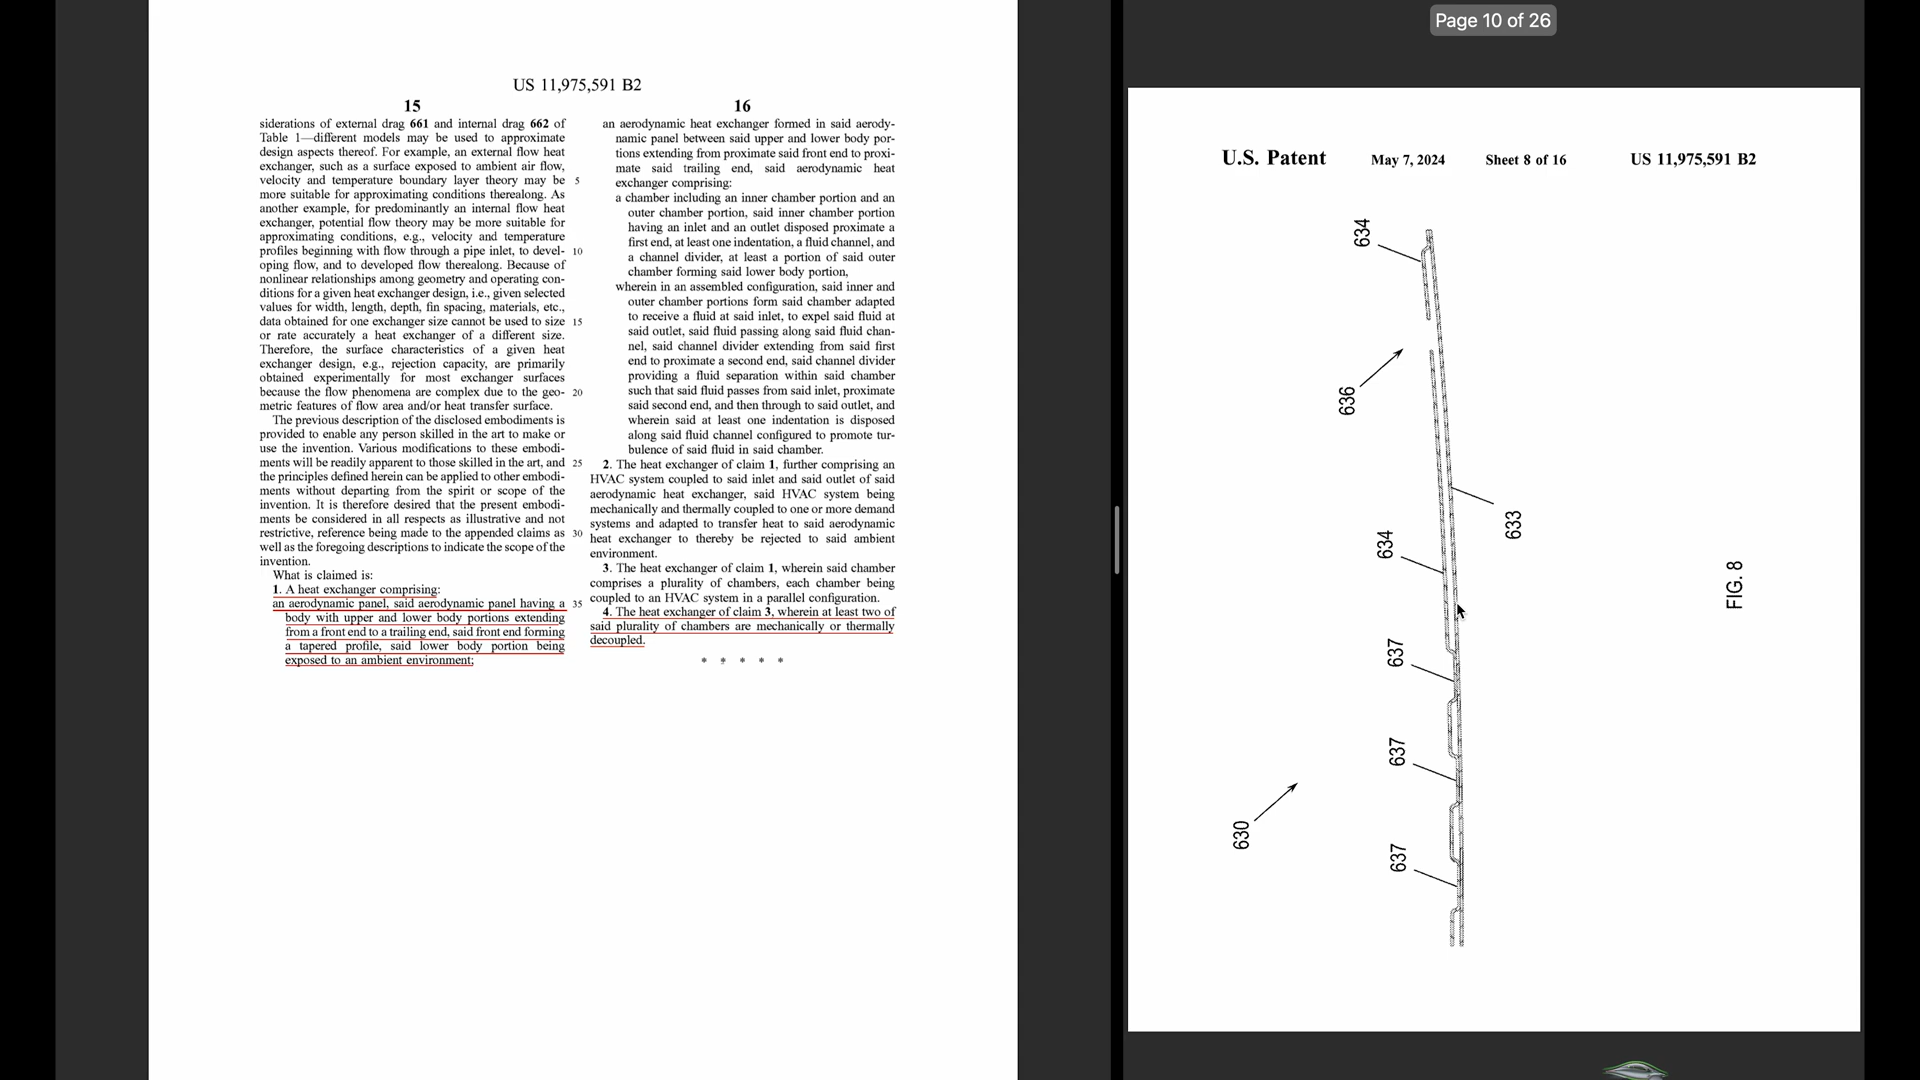 US 11,975,591 B2
15
siderations of external drag 661 and internal drag 662 of
Table 1—different models may be used to approximate
design aspects thereof. For example, an external flow heat
exchanger, such as a surface exposed to ambient air flow,
velocity and temperature boundary layer theory may be 5
more suitable for approximating conditions therealong. As
another example, for predominantly an internal flow heat
exchanger, potential flow theory may be more suitable for
approximating conditions, e.g., velocity and temperature
profiles beginning with flow through a pipe inlet, to devel- 10
oping flow, and to developed flow therealong. Because of
nonlinear relationships among geometry and operating con-
ditions for a given heat exchanger design, i.e., given selected
values for width, length, depth, fin spacing, materials, etc.,
data obtained for one exchanger size cannot be used to size 15
or rate accurately a heat exchanger of a different size.
Therefore, the surface characteristics of a given heat
exchanger design, e.g., rejection capacity, are primarily
obtained experimentally for most exchanger surfaces
because the flow phenomena are complex due to the geo- 20
metric features of flow area and/or heat transfer surface.
The previous description of the disclosed embodiments is
provided to enable any person skilled in the art to make or
use the invention. Various modifications to these embodi-
ments will be readily apparent to those skilled in the art, and 25
the principles defined herein can be applied to other embodi-
ments without departing from the spirit or scope of the
invention. It is therefore desired that the present embodi-
ments be considered in all respects as illustrative and not
restrictive, reference being made to the appended claims as 30
well as the foregoing descriptions to indicate the scope of the
invention.
What is claimed is:
1. A heat exchanger comprising:
an aerodynamic panel, said aerodynamic panel having a 35
body with upper and lower body portions extending
from a front end to a trailing end, said front end forming
a tapered profile, said lower body portion being
exposed to an ambient environment;
16
an aerodynamic heat exchanger formed in said aerody-
namic panel between said upper and lower body por-
tions extending from proximate said front end to proxi-
mate said trailing end, said aerodynamic heat
exchanger comprising:
a chamber including an inner chamber portion and an
outer chamber portion, said inner chamber portion
having an inlet and an outlet disposed proximate a
first end, at least one indentation, a fluid channel, and
a channel divider, at least a portion of said outer
chamber forming said lower body portion,
wherein in an assembled configuration, said inner and
outer chamber portions form said chamber adapted
to receive a fluid at said inlet, to expel said fluid at
said outlet, said fluid passing along said fluid chan-
nel, said channel divider extending from said first
end to proximate a second end, said channel divider
providing a fluid separation within said chamber
such that said fluid passes from said inlet, proximate
said second end, and then through to said outlet, and
wherein said at least one indentation is disposed
along said fluid channel configured to promote tur-
bulence of said fluid in said chamber.
2. The heat exchanger of claim 1, further comprising an
HVAC system coupled to said inlet and said outlet of said
aerodynamic heat exchanger, said HVAC system being
mechanically and thermally coupled to one or more demand
systems and adapted to transfer heat to said aerodynamic
heat exchanger to thereby be rejected to said ambient
environment.
3. The heat exchanger of claim 1, wherein said chamber
comprises a plurality of chambers, each chamber being
coupled to an HVAC system in a parallel configuration.
4. The heat exchanger of claim 3, wherein at least two of
said plurality of chambers are mechanically or thermally
decoupled.
* * * * *
Page 10 of 26
U.S. Patent May 7, 2024 Sheet 8 of 16 US 11,975,591 B2
634
636
633
634
637
637
637
630
FIG. 8